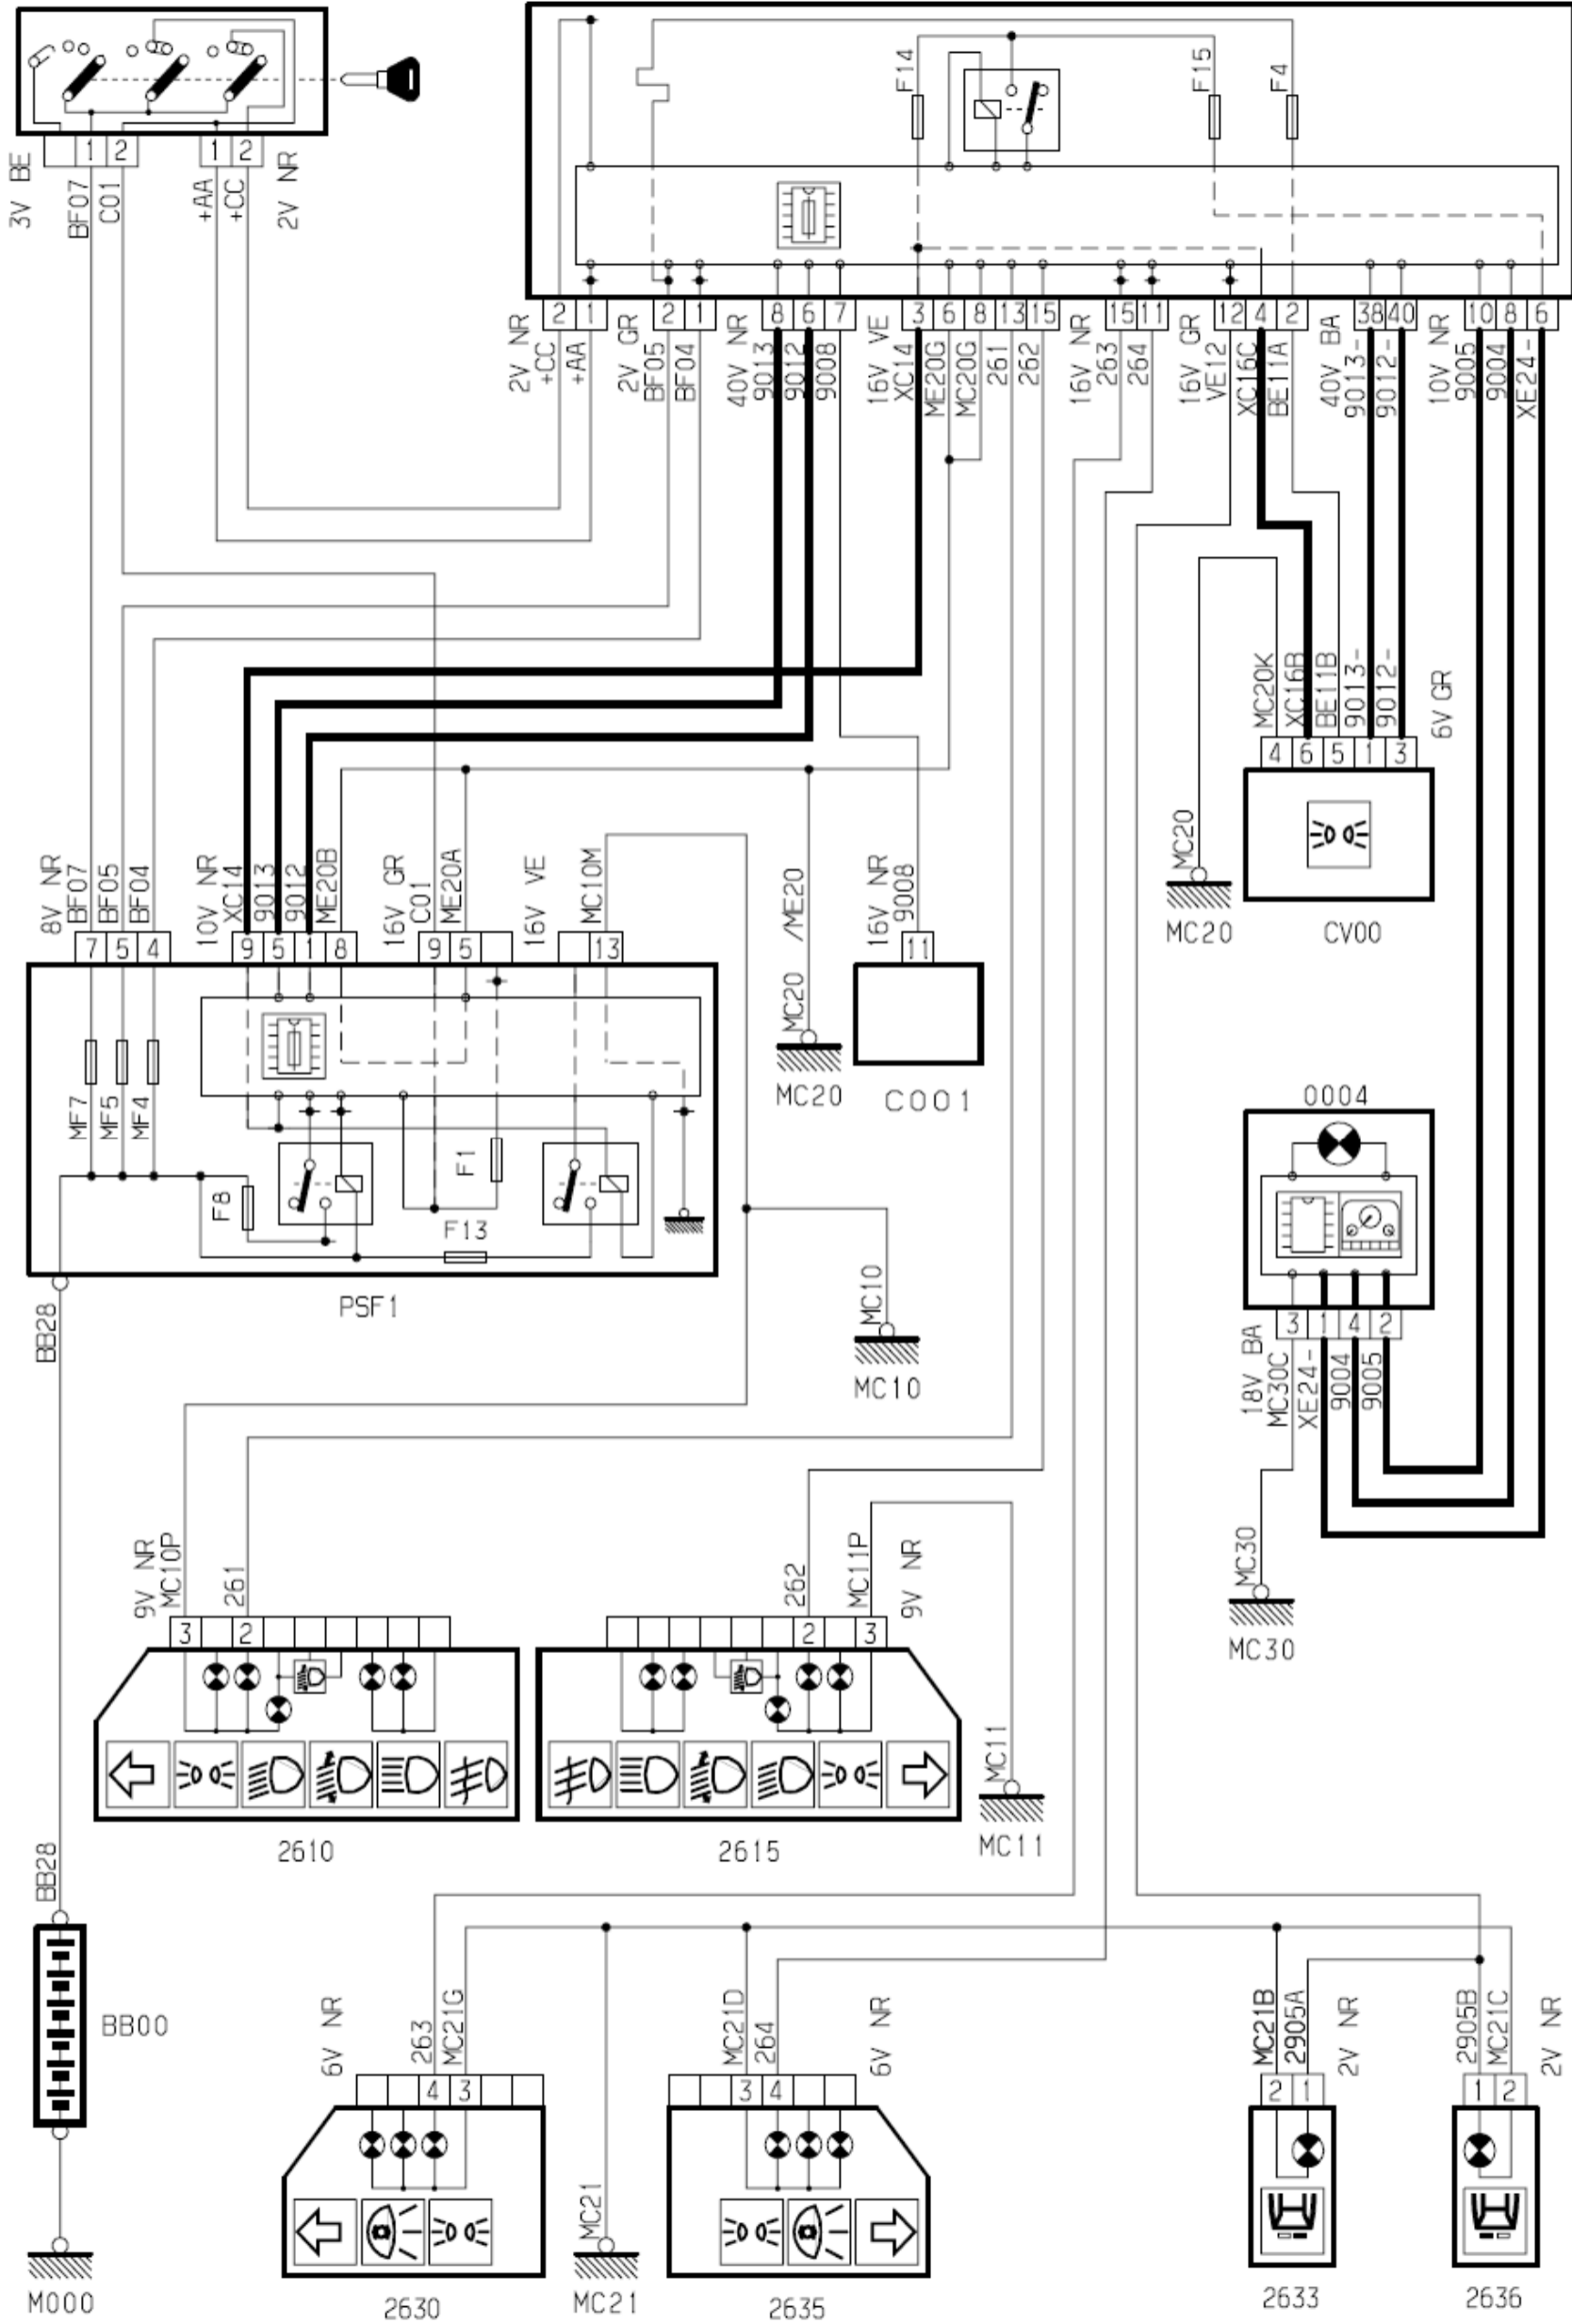 F14
F15
F4
1
2
1
2
3V BE
BF07
C01
+AA
+CC
2V NR
2
1
2
1
8
6
7
3
6
8
13
15
15
11
12
4
2
38
40
10
8
6
2V NR
+CC
+AA
2V GR
BF05
BF04
40V NR
9013
9012
9008
16V VE
XC14
ME20G
MC20G
261
262
16V NR
263
264
16V GR
VE12
XC16C
BE11A
40V BA
9013-
9012-
10V NR
9005
9004
XE24-
MC20K
XC16B
BE11B
9013-
9012-
6V GR
4
6
5
1
3
MC20
MC20
CV00
8V NR
BF07
BF05
BF04
10V NR
XC14
9013
9012
ME20B
16V GR
C01
ME20A
16V VE
MC10M
7
5
4
9
5
1
8
9
5
13
MC20 /ME20
MC20
16V NR
9008
11
C001
MF7
MF5
MF4
F8
F1
F13
PSF1
BB28
MC10
MC10
0004
3
1
4
2
18V BA
MC30C
XE24-
9004
9005
MC30
MC30
9V NR
MC10P
261
3
2
2610
262
MC11P
9V NR
2
3
2615
MC11
MC11
BB28
BB00
M000
6V NR
263
MC21G
4
3
2630
MC21
MC21
MC21D
264
6V NR
3
4
2635
MC21B
2905A
2V NR
2
1
2633
2905B
MC21C
2V NR
1
2
2636